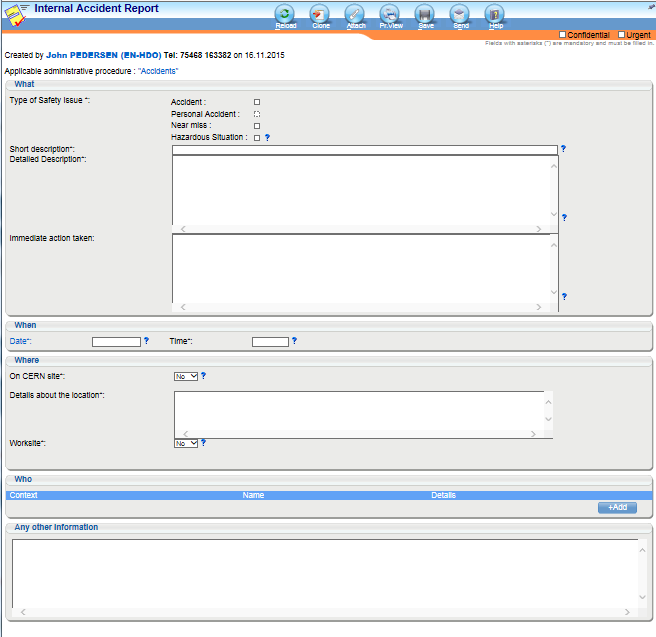 Internal Accident Report
Reload Clone Attach Pr.View Save Send Help
Confidential Urgent
Fields with asterisks (*) are mandatory and must be filled in.
Created by John PEDERSEN (EN-HDO) Tel: 75468 163382 on 16.11.2015
Applicable administrative procedure : "Accidents"
What
Type of Safety Issue *:
Accident :
Personal Accident :
Near miss :
Hazardous Situation : ?
Short description*: ?
Detailed Description*: ?
Immediate action taken: ?
When
Date*: ? Time*: ?
Where
On CERN site*: No ?
Details about the location*:
Worksite*: No ?
Who
Context Name Details
+Add
Any other Information